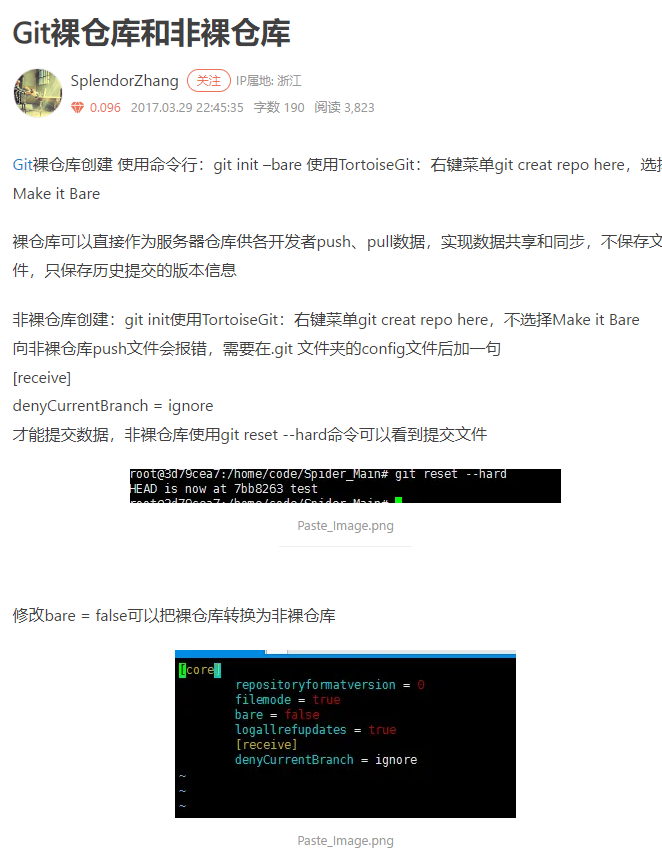 Git裸仓库和非裸仓库
SplendorZhang 关注 IP属地: 浙江
0.096 2017.03.29 22:45:35 字数 190 阅读 3,823
Git裸仓库创建 使用命令行：git init –bare 使用TortoiseGit：右键菜单git creat repo here，选择
Make it Bare
裸仓库可以直接作为服务器仓库供各开发者push、pull数据，实现数据共享和同步，不保存文
件，只保存历史提交的版本信息
非裸仓库创建：git init使用TortoiseGit：右键菜单git creat repo here，不选择Make it Bare
向非裸仓库push文件会报错，需要在.git 文件夹的config文件后加一句
[receive]
denyCurrentBranch = ignore
才能提交数据，非裸仓库使用git reset --hard命令可以看到提交文件
root@3d79cea7:/home/code/Spider_Main# git reset --hard
HEAD is now at 7bb8263 test
root@3d79cea7:/home/code/Spider_Main#
Paste_Image.png
修改bare = false可以把裸仓库转换为非裸仓库
[core]
repositoryformatversion = 0
filemode = true
bare = false
logallrefupdates = true
[receive]
denyCurrentBranch = ignore
~
~
~
Paste_Image.png